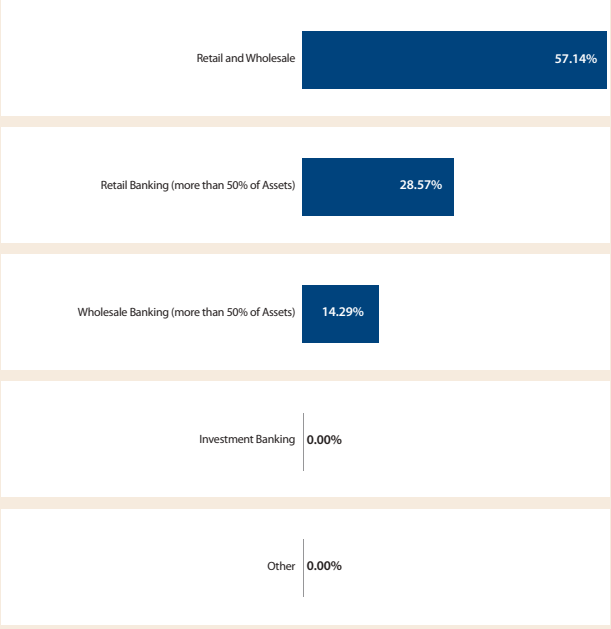 Retail and Wholesale 57.14%
Retail Banking (more than 50% of Assets) 28.57%
Wholesale Banking (more than 50% of Assets) 14.29%
Investment Banking 0.00%
Other 0.00%